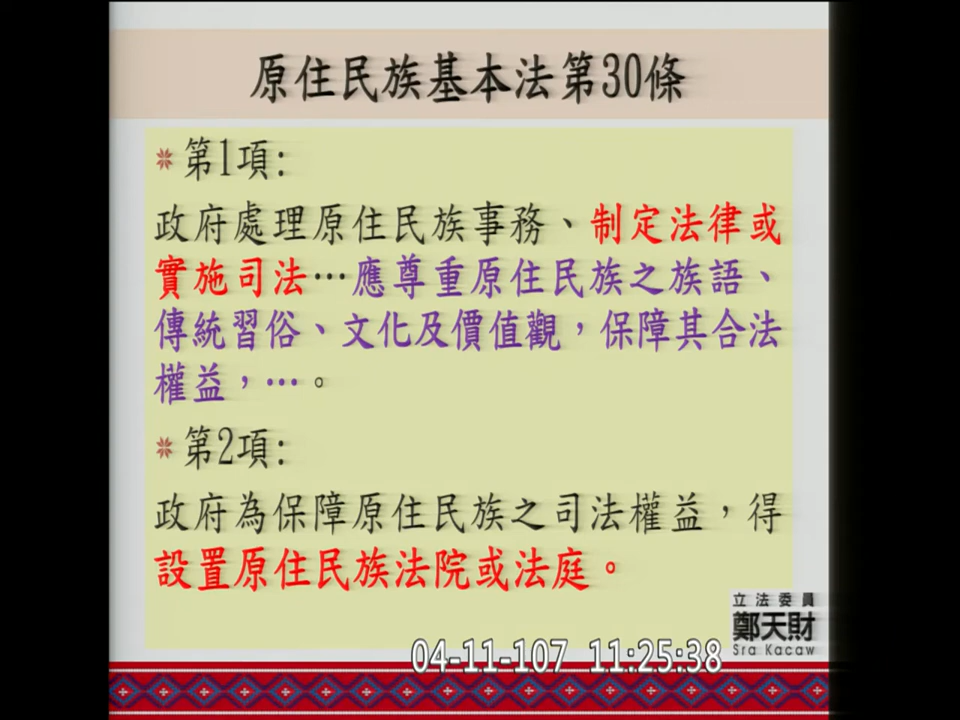 原住民族基本法第30條
第1項:
政府處理原住民族事務、制定法律或
實施司法…應尊重原住民族之族語、
傳統習俗、文化及價值觀，保障其合法
權益，…。
第2項:
政府為保障原住民族之司法權益，得
設置原住民族法院或法庭。
立法委員
鄭天財
Sra Kacaw
04-11-107 11:25:38